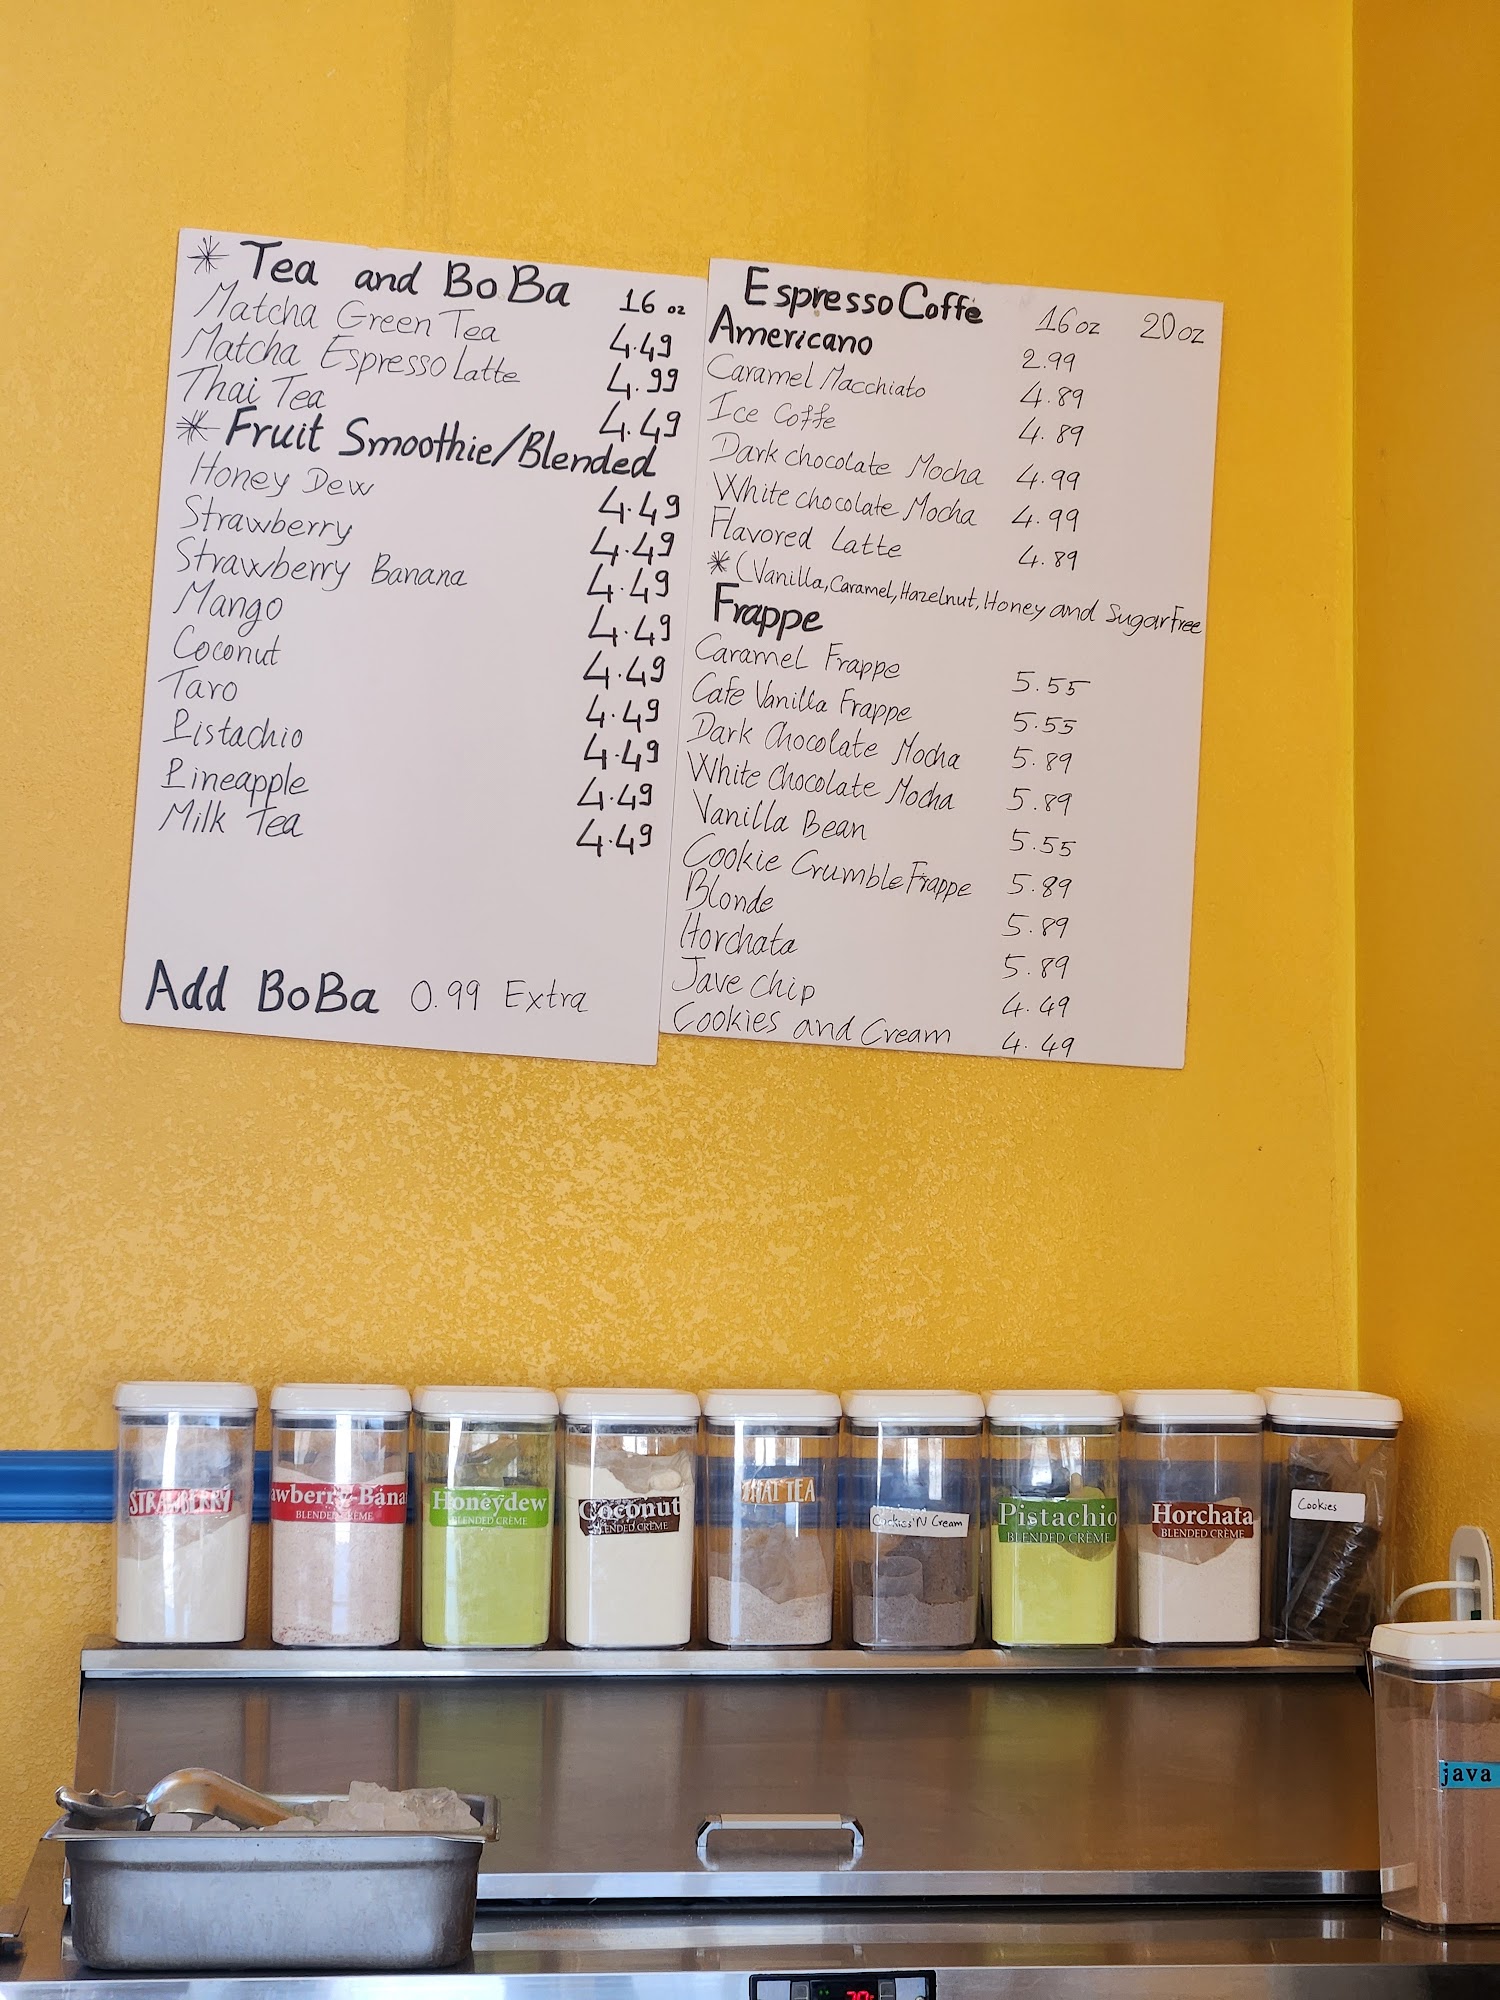 * Tea and BoBa 16 oz
Matcha Green Tea 4.49
Matcha Espresso Latte 4.99
Thai Tea 4.49
* Fruit Smoothie/Blended
Honey Dew 4.49
Strawberry 4.49
Strawberry Banana 4.49
Mango 4.49
Coconut 4.49
Taro 4.49
Pistachio 4.49
Pineapple 4.49
Milk Tea 4.49
Add BoBa 0.99 Extra
Espresso Coffe 16 oz 20 oz
Americano 2.99
Caramel Macchiato 4.89
Ice Coffe 4.89
Dark chocolate Mocha 4.99
White chocolate Mocha 4.99
Flavored Latte 4.89
* (Vanilla, Caramel, Hazelnut, Honey and Sugar Free
Frappe
Caramel Frappe 5.55
Cafe Vanilla Frappe 5.55
Dark Chocolate Mocha 5.89
White Chocolate Mocha 5.89
Vanilla Bean 5.55
Cookie Crumble Frappe 5.89
Blonde 5.89
Horchata 5.89
Jave chip 4.49
Cookies and Cream 4.49
STRAWBERRY
awberry Bana
BLENDED CRÈME
Honeydew
BLENDED CRÈME
Coconut
BLENDED CRÈME
THAI TEA
Cookies 'N Cream
Pistachio
BLENDED CRÈME
Horchata
BLENDED CRÈME
Cookies
java